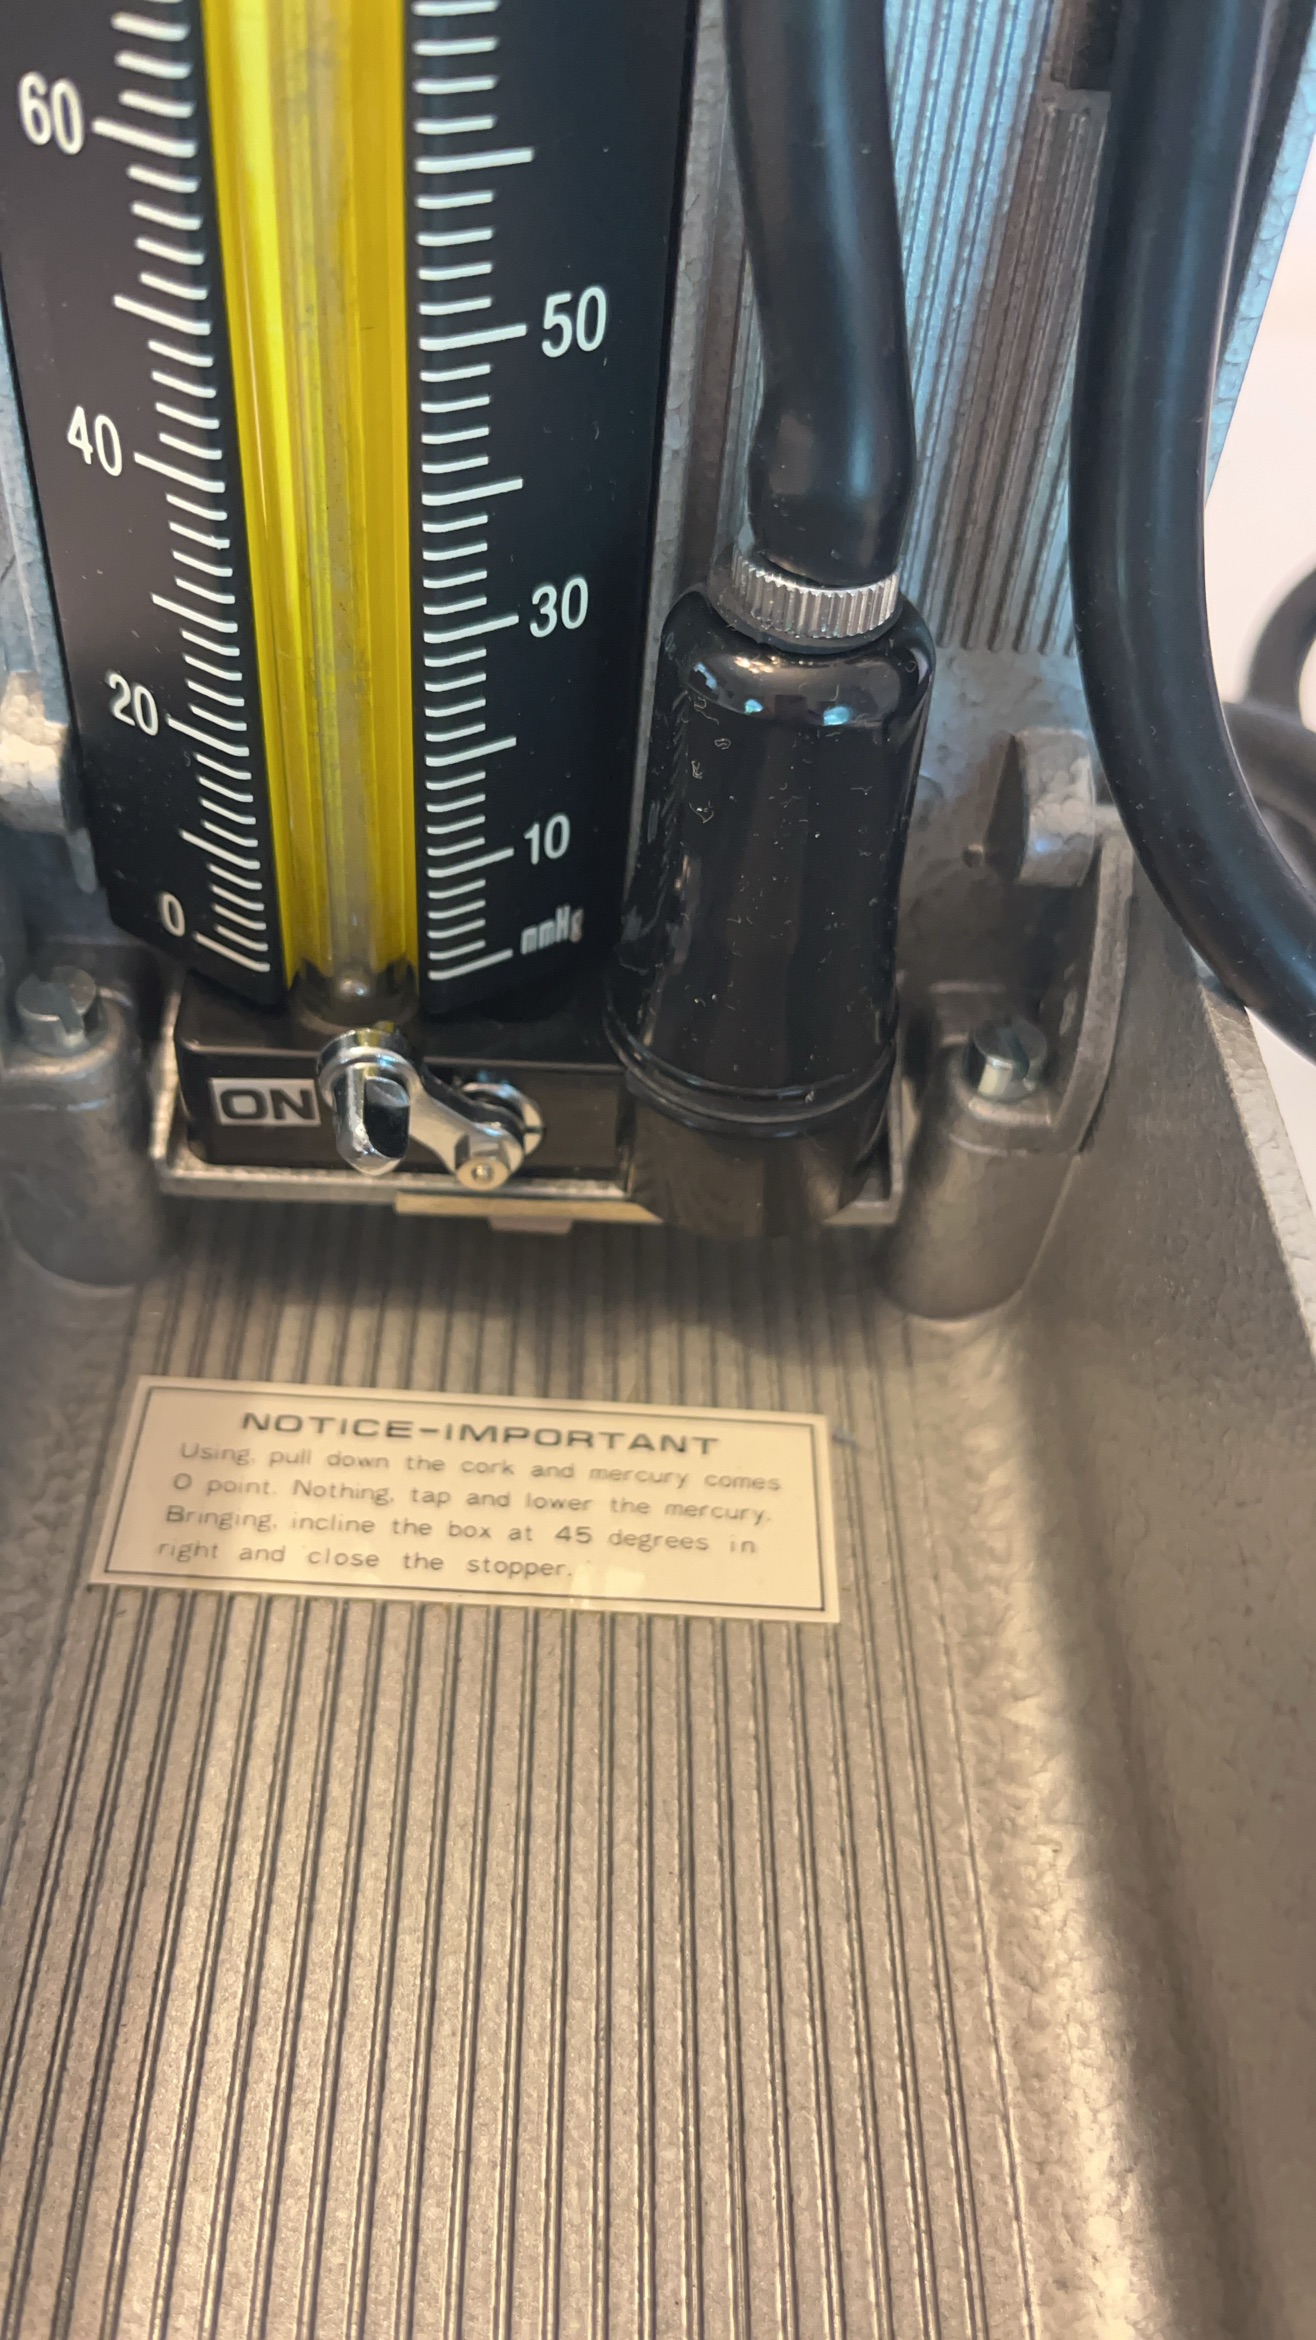 60
50
40
30
20
10
0
mmHg
ON
NOTICE-IMPORTANT
Using, pull down the cork and mercury comes
O point. Nothing, tap and lower the mercury.
Bringing, incline the box at 45 degrees in
right and close the stopper.